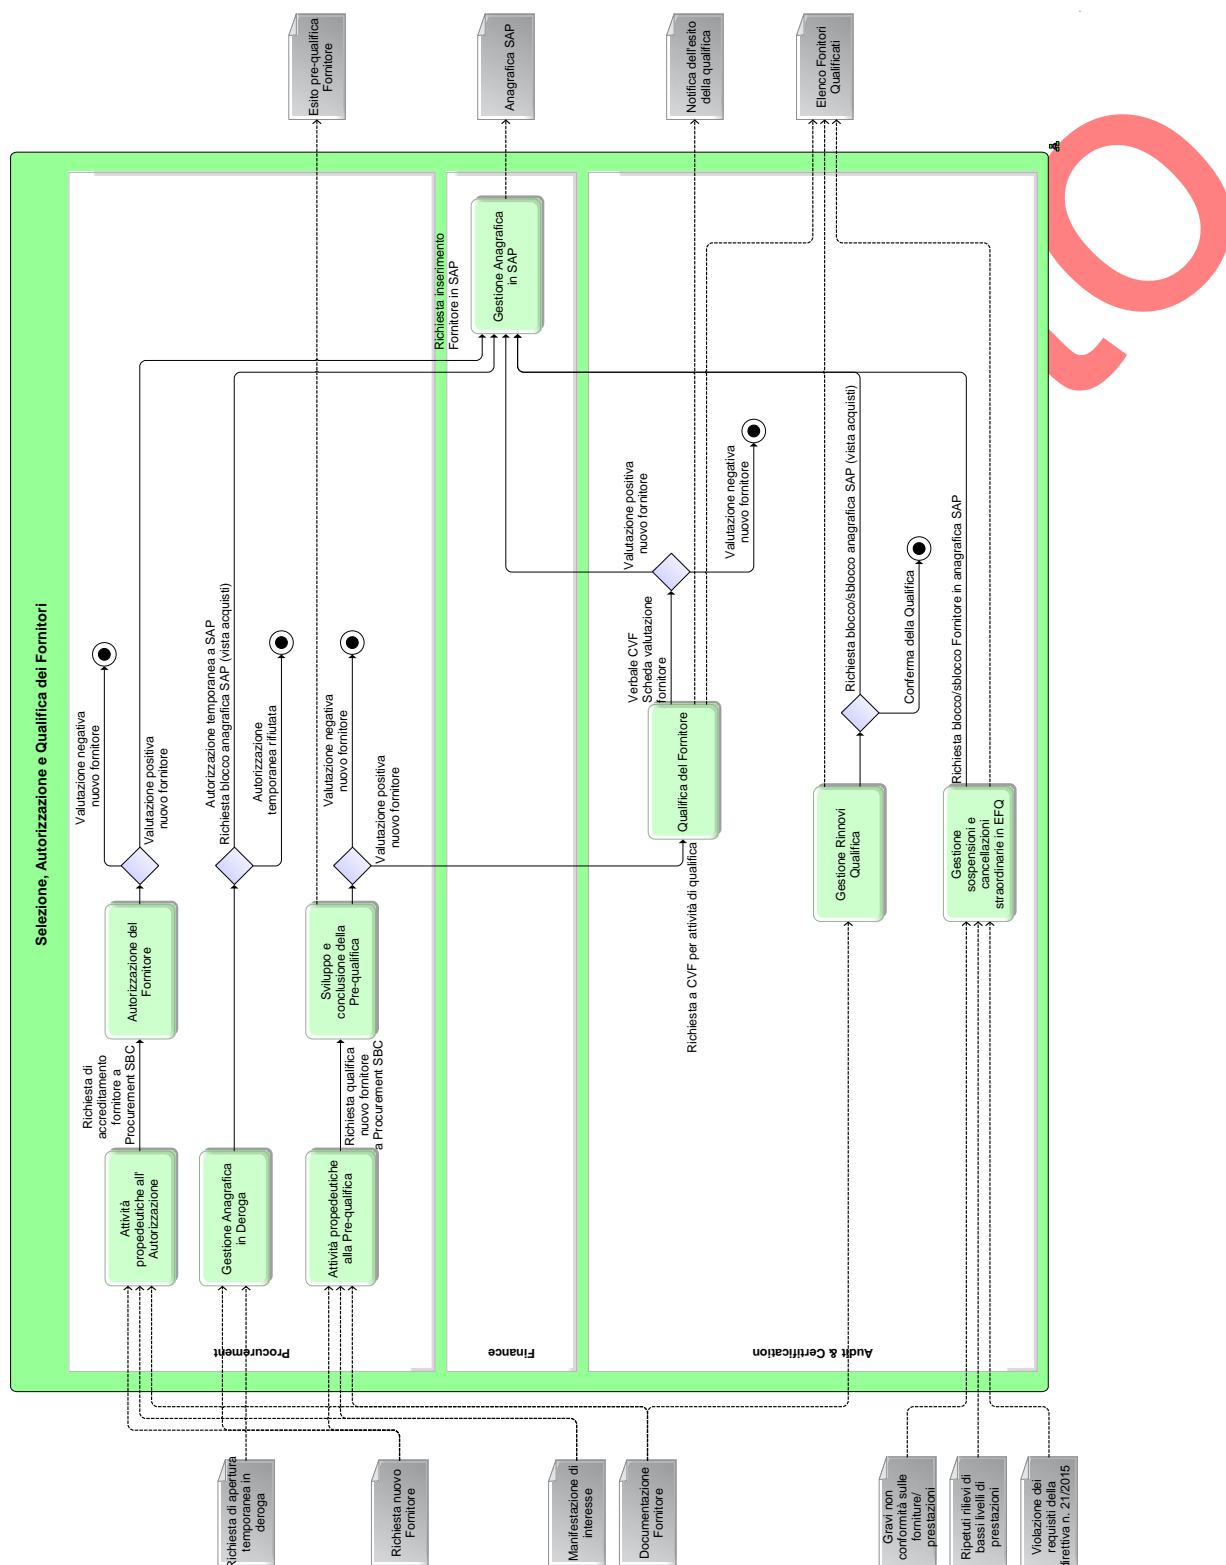 Selezione, Autorizzazione e Qualifica dei Fornitori
Procurement
Finance
Audit & Certification
Richiesta di apertura
temporanea in
deroga
Richiesta nuovo
Fornitore
Manifestazione di
interesse
Documentazione
Fornitore
Gravi non
conformità sulle
forniture/
prestazioni
Ripetuti rilievi di
bassi livelli di
prestazioni
Violazione dei
requisiti della
direttiva n. 21/2015
Attività
propedeutiche all'
Autorizzazione
Richiesta di
accreditamento
fornitore a
Procurement SBC
Autorizzazione del
Fornitore
Valutazione negativa
nuovo fornitore
Valutazione positiva
nuovo fornitore
Gestione Anagrafica
in Deroga
Autorizzazione temporanea a SAP
Richiesta blocco anagrafica SAP (vista acquisti)
Autorizzazione
temporanea rifiutata
Attività propedeutiche
alla Pre-qualifica
Richiesta qualifica
nuovo fornitore
a Procurement SBC
Sviluppo e
conclusione della
Pre-qualifica
Valutazione negativa
nuovo fornitore
Valutazione positiva
nuovo fornitore
Richiesta inserimento
Fornitore in SAP
Gestione Anagrafica
in SAP
Richiesta a CVF per attività di qualifica
Qualifica del Fornitore
Verbale CVF
Scheda valutazione
fornitore
Valutazione positiva
nuovo fornitore
Valutazione negativa
nuovo fornitore
Gestione Rinnovi
Qualifica
Richiesta blocco/sblocco anagrafica SAP (vista acquisti)
Conferma della Qualifica
Gestione
sospensioni e
cancellazioni
straordinarie in EFQ
Richiesta blocco/sblocco Fornitore in anagrafica SAP
Esito pre-qualifica
Fornitore
Anagrafica SAP
Notifica dell'esito
della qualifica
Elenco Fonitori
Qualificati